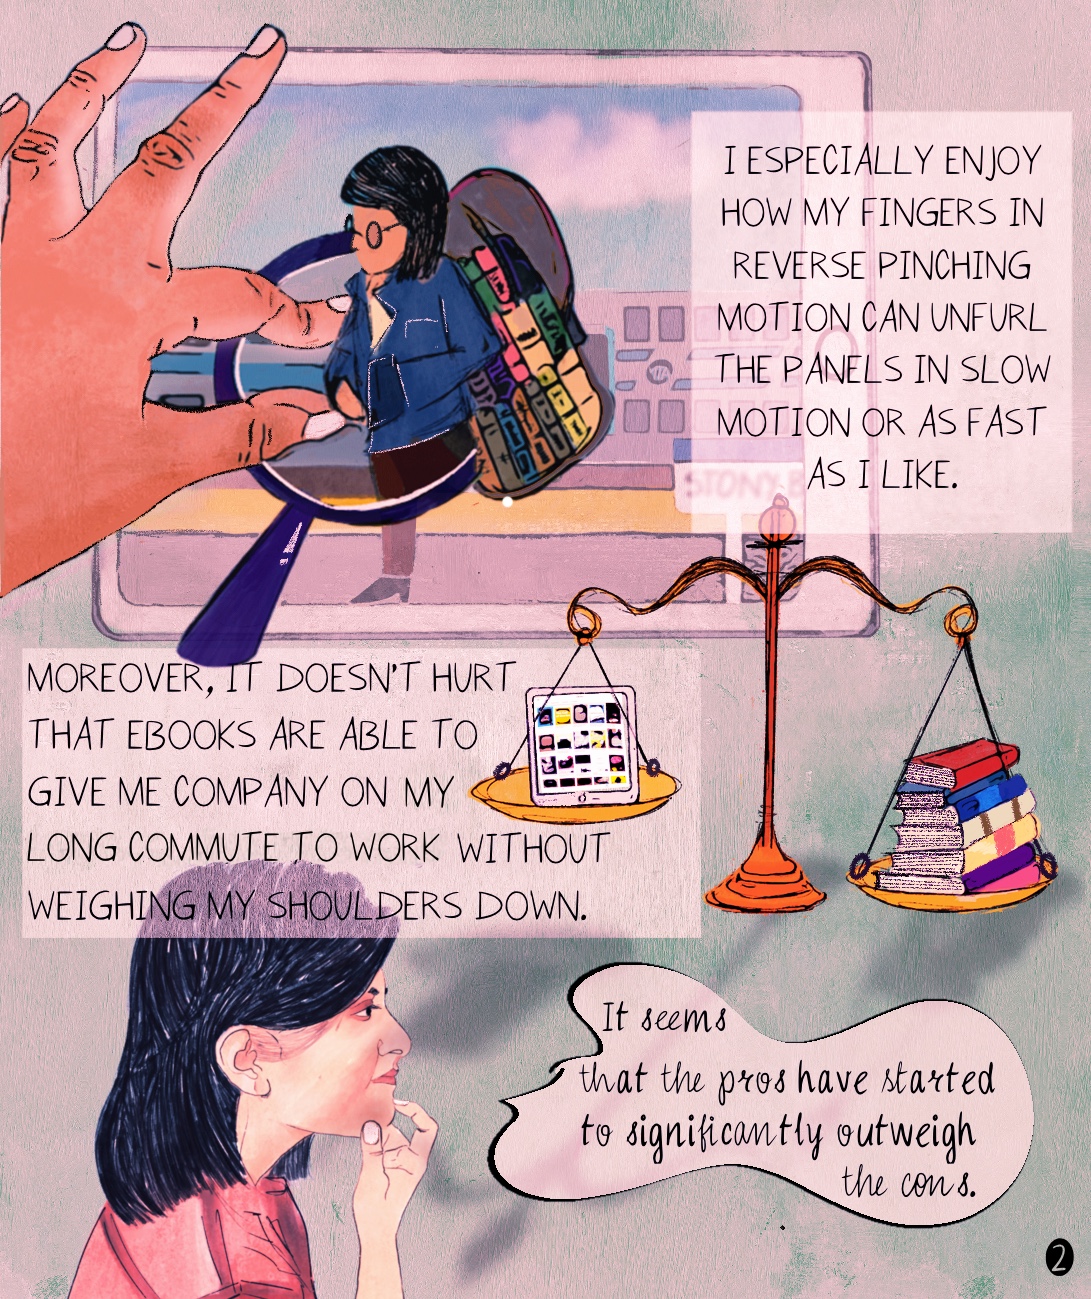 I ESPECIALLY ENJOY
HOW MY FINGERS IN
REVERSE PINCHING
MOTION CAN UNFURL
THE PANELS IN SLOW
MOTION OR AS FAST
AS I LIKE.
STONY B
MOREOVER, IT DOESN'T HURT
THAT EBOOKS ARE ABLE TO
GIVE ME COMPANY ON MY
LONG COMMUTE TO WORK WITHOUT
WEIGHING MY SHOULDERS DOWN.
It seems
that the pros have started
to significantly outweigh
the cons.
2